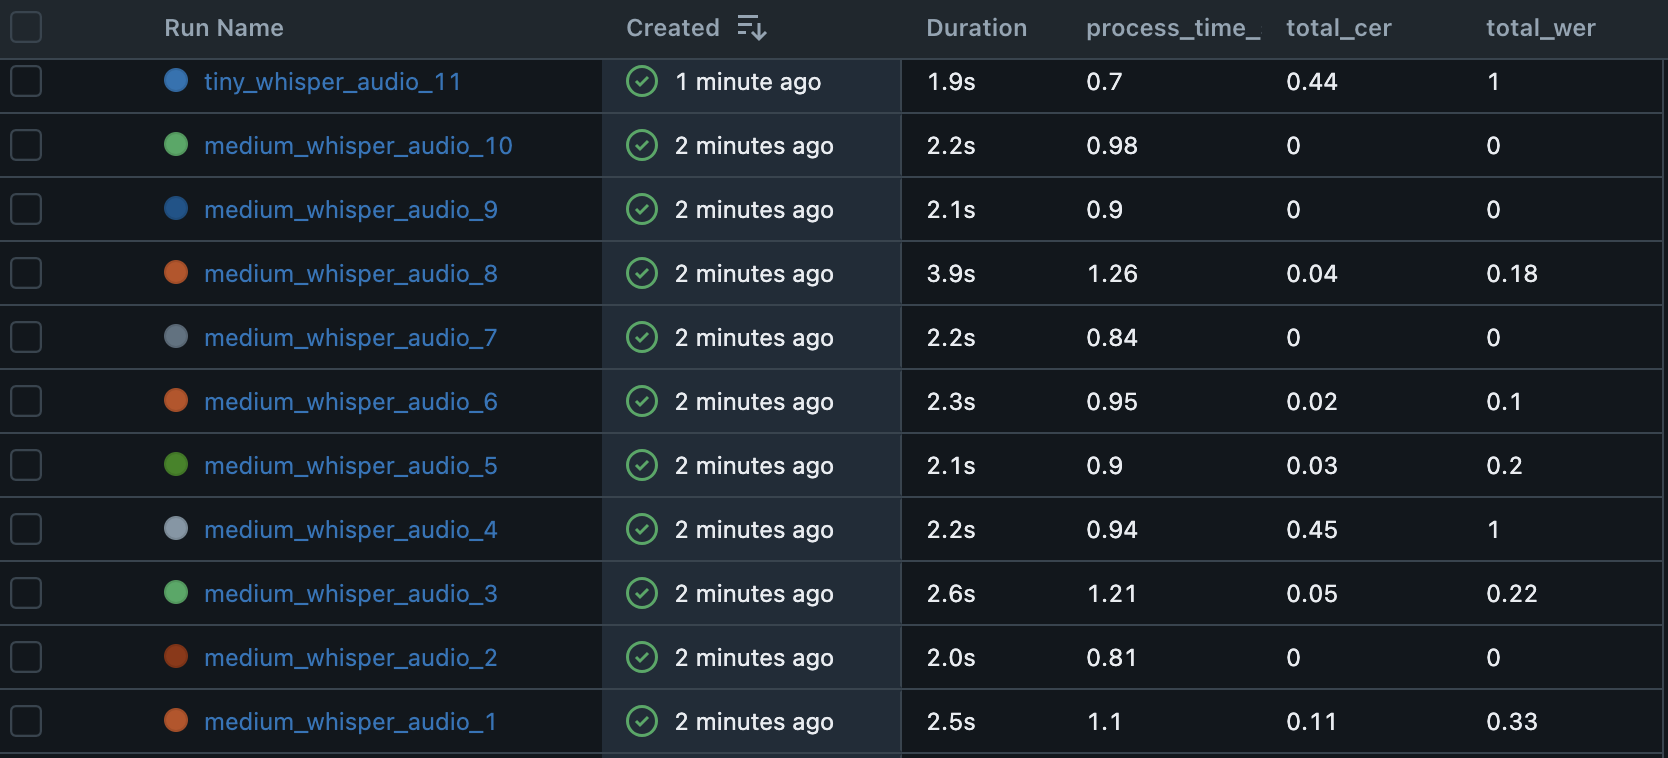 Run Name Created Duration process_time_ total_cer total_wer
tiny_whisper_audio_11 1 minute ago 1.9s 0.7 0.44 1
medium_whisper_audio_10 2 minutes ago 2.2s 0.98 0 0
medium_whisper_audio_9 2 minutes ago 2.1s 0.9 0 0
medium_whisper_audio_8 2 minutes ago 3.9s 1.26 0.04 0.18
medium_whisper_audio_7 2 minutes ago 2.2s 0.84 0 0
medium_whisper_audio_6 2 minutes ago 2.3s 0.95 0.02 0.1
medium_whisper_audio_5 2 minutes ago 2.1s 0.9 0.03 0.2
medium_whisper_audio_4 2 minutes ago 2.2s 0.94 0.45 1
medium_whisper_audio_3 2 minutes ago 2.6s 1.21 0.05 0.22
medium_whisper_audio_2 2 minutes ago 2.0s 0.81 0 0
medium_whisper_audio_1 2 minutes ago 2.5s 1.1 0.11 0.33